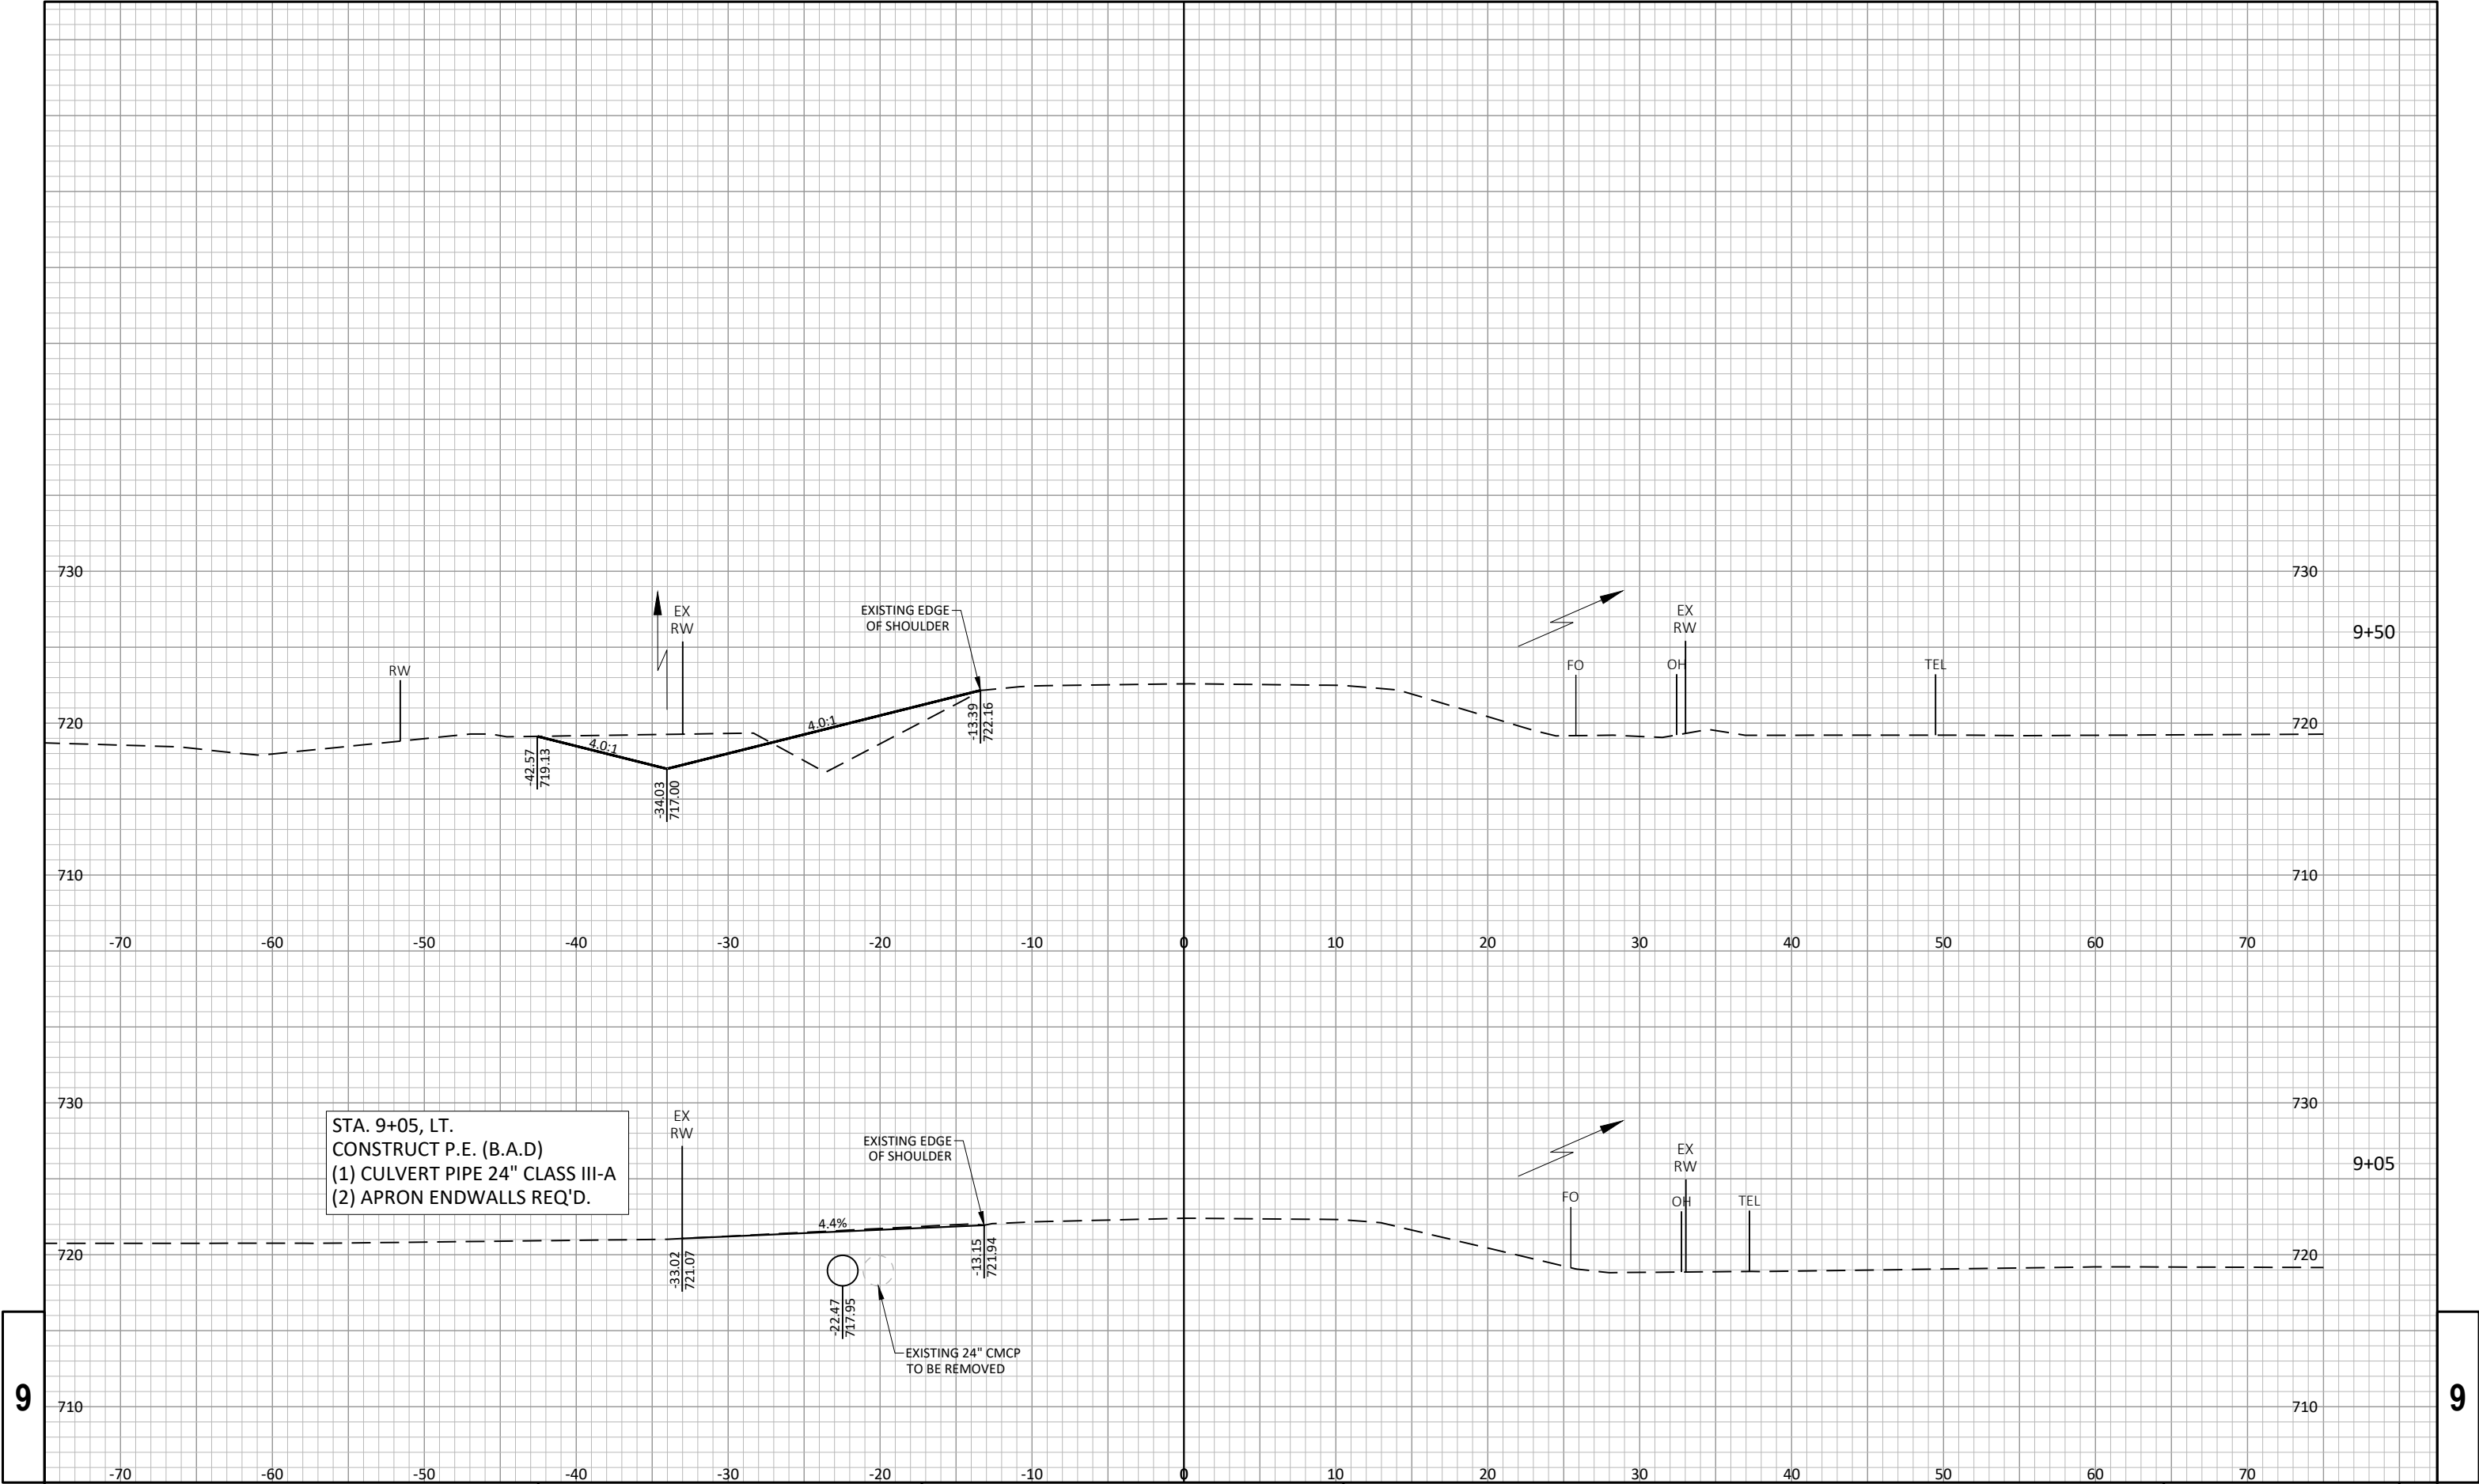 730
730
EX
RW
EXISTING EDGE
OF SHOULDER
EX
RW
9+50
RW
FO
OH
TEL
720
4.0:1
4.0:1
-13.39
722.16
720
-42.57
719.13
-34.03
717.00
710
710
-70 -60 -50 -40 -30 -20 -10 0 10 20 30 40 50 60 70
730
730
STA. 9+05, LT.
CONSTRUCT P.E. (B.A.D)
(1) CULVERT PIPE 24" CLASS III-A
(2) APRON ENDWALLS REQ'D.
EX
RW
EXISTING EDGE
OF SHOULDER
EX
RW
9+05
FO
OH
TEL
4.4%
720
-33.02
721.07
-13.15
721.94
720
-22.47
717.95
EXISTING 24" CMCP
TO BE REMOVED
9
710
710
9
-70 -60 -50 -40 -30 -20 -10 0 10 20 30 40 50 60 70